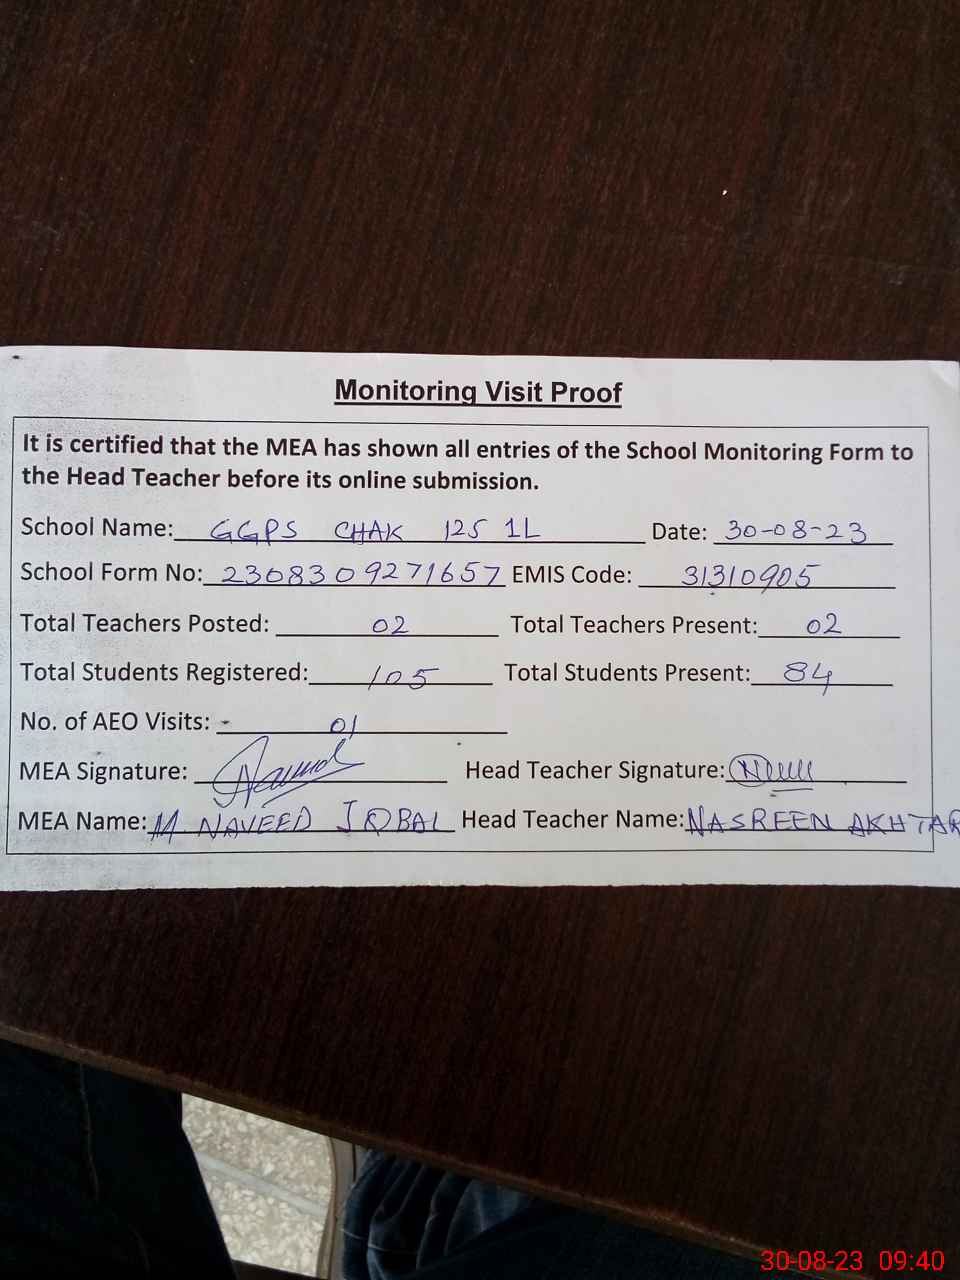 Monitoring Visit Proof
It is certified that the MEA has shown all entries of the School Monitoring Form to
the Head Teacher before its online submission.
School Name: GGPS CHAK 125 1L Date: 30-08-23
School Form No: 2308309271657 EMIS Code: 31310905
Total Teachers Posted: 02 Total Teachers Present: 02
Total Students Registered: 105 Total Students Present: 84
No. of AEO Visits: 01
MEA Signature: Head Teacher Signature:
MEA Name: M NAVEED IQBAL Head Teacher Name: NASREEN AKHTAR
30-08-23 09:40